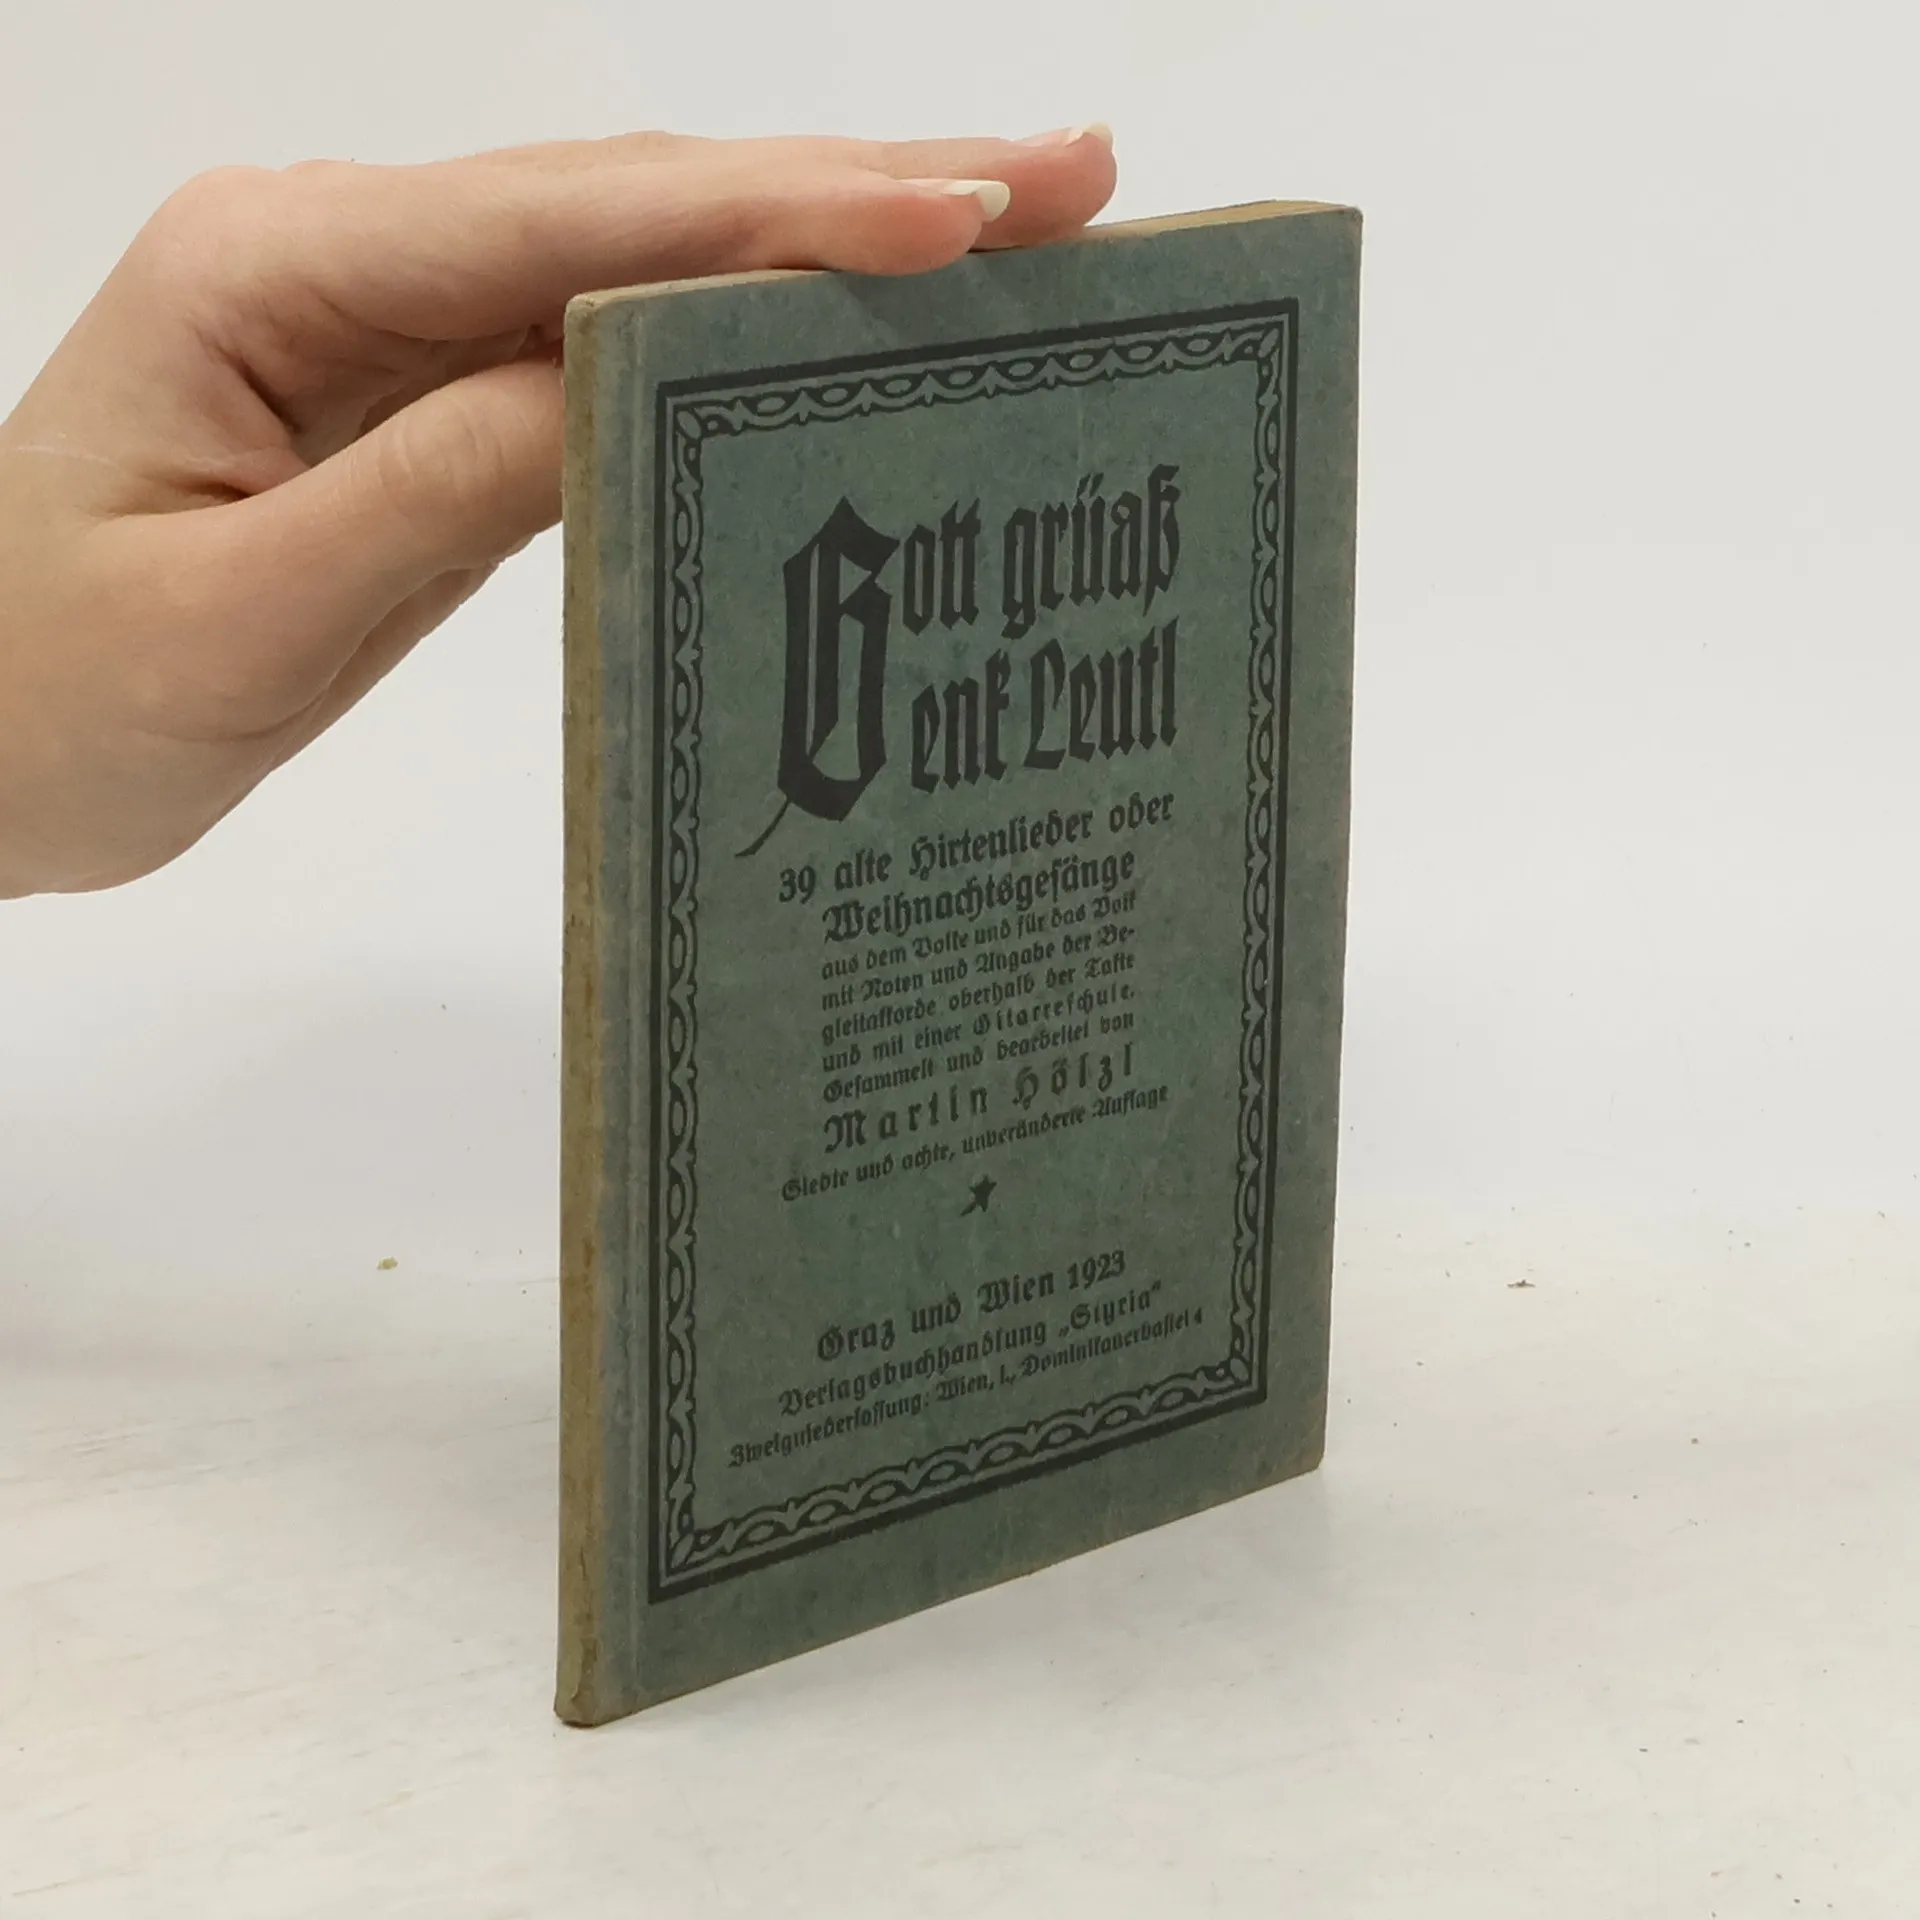 Gott grüaß
enk Leutl
39 alte Hirtenlieder oder
Weihnachtsgesänge
aus dem Volke und für das Volk
mit Noten und Angabe der Be-
gleitakkorde oberhalb der Takte
und mit einer Gitarreschule.
Gesammelt und bearbeitet von
Martin Hölzl
Siebte und achte, unveränderte Auflage
Graz und Wien 1923
Verlagsbuchhandlung „Styria“
Zweigniederlassung: Wien, I., Dominikanerbastei 4